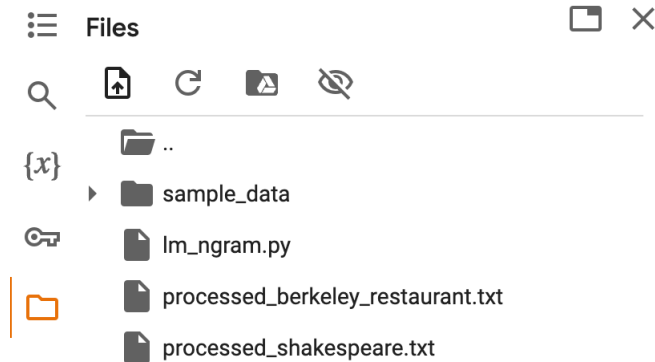 Files
..
{x}
sample_data
lm_ngram.py
processed_berkeley_restaurant.txt
processed_shakespeare.txt